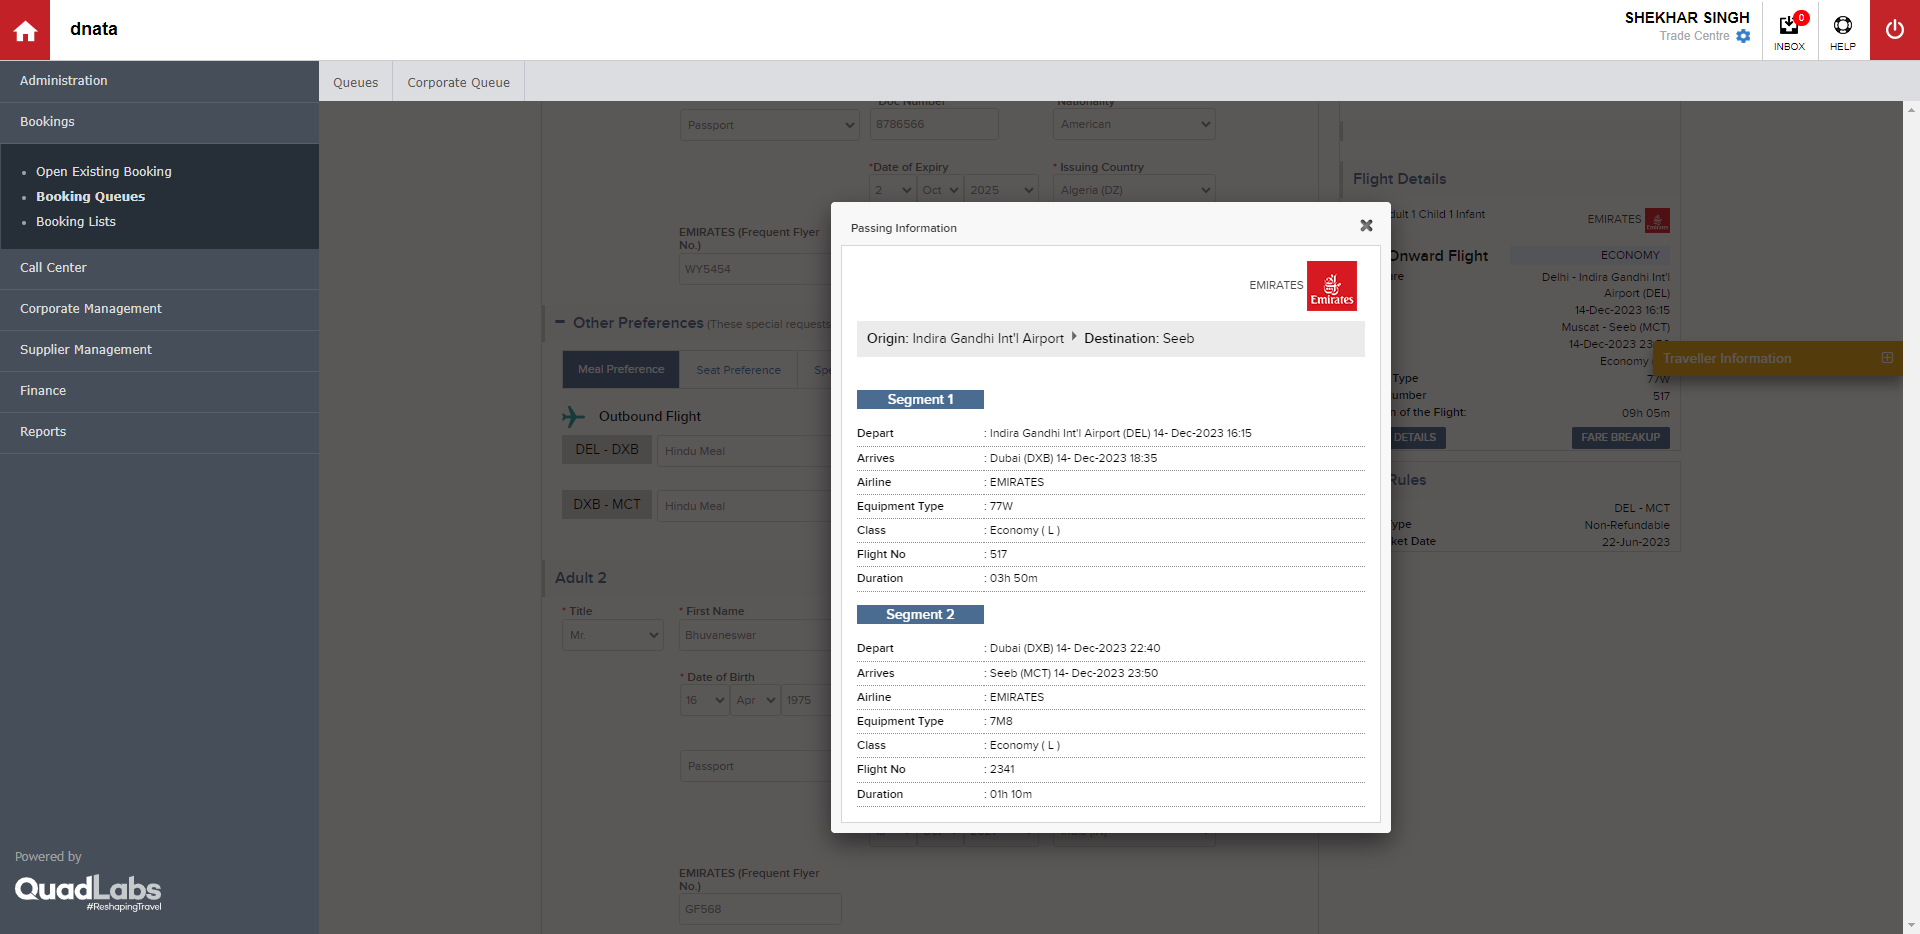 dnata
SHEKHAR SINGH
Trade Centre
0
INBOX
HELP
Administration
Bookings
Open Existing Booking
Booking Queues
Booking Lists
Call Center
Corporate Management
Supplier Management
Finance
Reports
Powered by
QuadLabs
#ReshapingTravel
Queues
Corporate Queue
Doc Number
Nationality
Passport
8786566
American
*Date of Expiry
* Issuing Country
2
Oct
2025
Algeria (DZ)
EMIRATES (Frequent Flyer
No.)
WY5454
Other Preferences (These special requests
Meal Preference
Seat Preference
Outbound Flight
DEL - DXB
Hindu Meal
DXB - MCT
Hindu Meal
Adult 2
* Title
* First Name
Mr.
Bhuvaneswar
* Date of Birth
16
Apr
1975
Passport
EMIRATES (Frequent Flyer
No.)
GF568
Passing Information
EMIRATES
Emirates
Origin: Indira Gandhi Int'l Airport Destination: Seeb
Segment 1
Depart : Indira Gandhi Int'l Airport (DEL) 14- Dec-2023 16:15
Arrives : Dubai (DXB) 14- Dec-2023 18:35
Airline : EMIRATES
Equipment Type : 77W
Class : Economy ( L )
Flight No : 517
Duration : 03h 50m
Segment 2
Depart : Dubai (DXB) 14- Dec-2023 22:40
Arrives : Seeb (MCT) 14- Dec-2023 23:50
Airline : EMIRATES
Equipment Type : 7M8
Class : Economy ( L )
Flight No : 2341
Duration : 01h 10m
Flight Details
dult 1 Child 1 Infant
EMIRATES
Emirates
Onward Flight
ECONOMY
Delhi - Indira Gandhi Int'l
Airport (DEL)
14-Dec-2023 16:15
Muscat - Seeb (MCT)
14-Dec-2023
Economy
Traveller Information
Type
77W
umber
517
n of the Flight:
09h 05m
DETAILS
FARE BREAKUP
Rules
DEL - MCT
ype
Non-Refundable
ket Date
22-Jun-2023